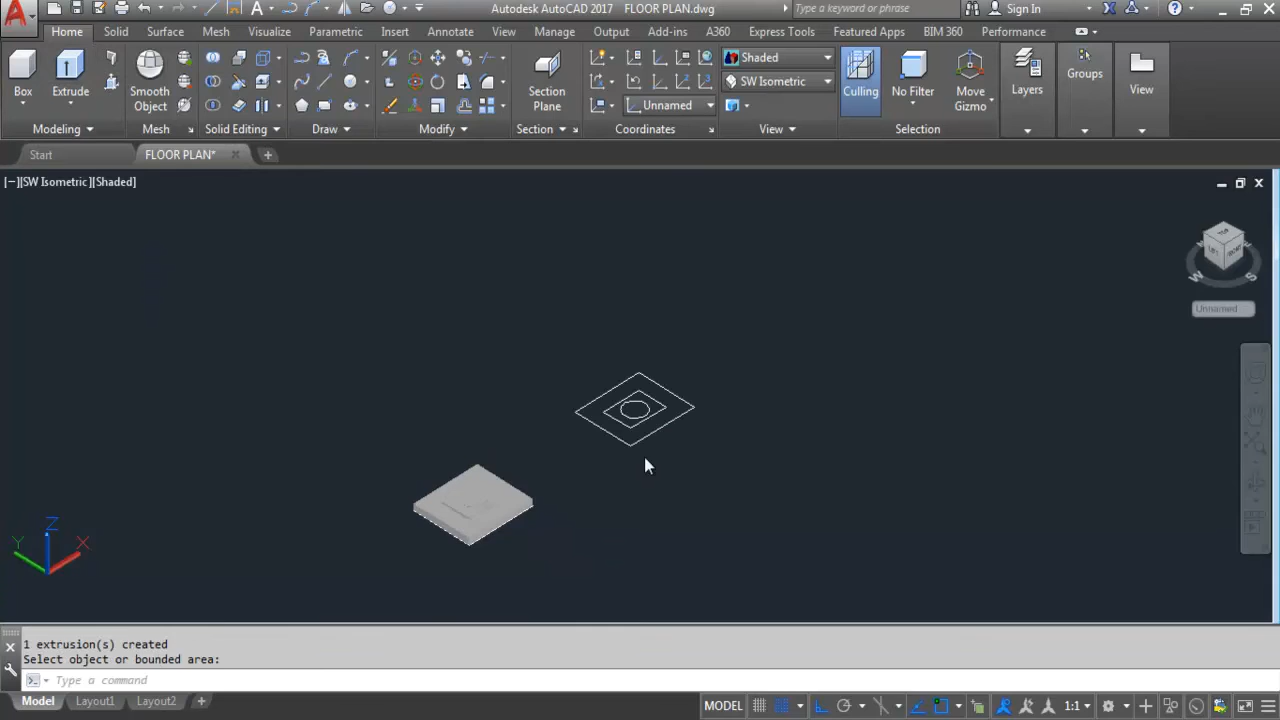 Autodesk AutoCAD 2017 FLOOR PLAN.dwg
Type a keyword or phrase
Sign In
Home Solid Surface Mesh Visualize Parametric Insert Annotate View Manage Output Add-ins A360 Express Tools Featured Apps BIM 360 Performance
Box
Extrude
Smooth
Object
Section
Plane
Shaded
SW Isometric
Unnamed
Culling
No Filter
Move
Gizmo
Layers
Groups
View
Modeling
Mesh
Solid Editing
Draw
Modify
Section
Coordinates
View
Selection
Start
FLOOR PLAN*
[−][SW Isometric][Shaded]
TOP
LEFT
FRONT
W
S
Unnamed
Z
Y
X
1 extrusion(s) created
Select object or bounded area:
Type a command
Model Layout1 Layout2
MODEL
1:1